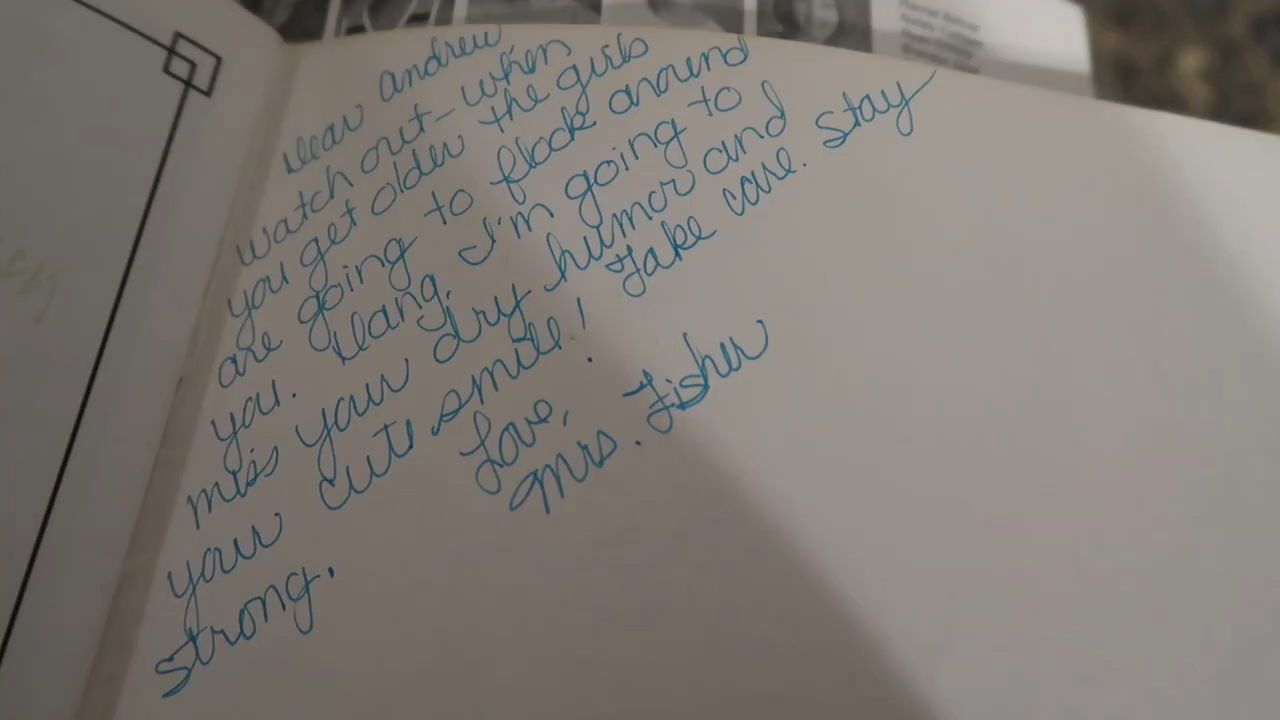 Dear Andrew
watch out - when
you get older the girls
are going to flock around
you. Dang. I'm going to
miss your dry humor and
your cute smile! Take care. Stay
strong.
Love,
Mrs. Fisher